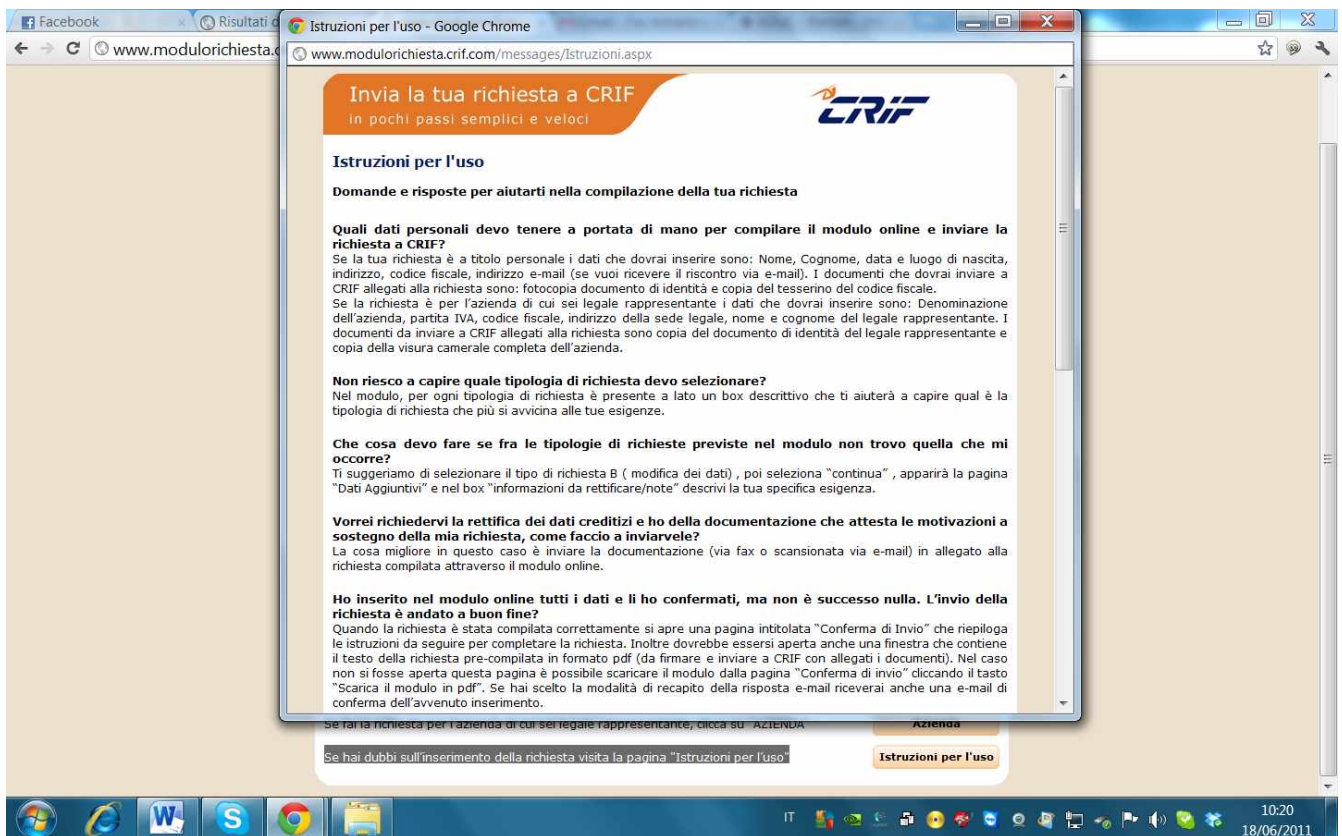 Facebook
Risultati d
Istruzioni per l'uso - Google Chrome
www.modulorichiesta.c
www.modulorichiesta.crif.com/messages/Istruzioni.aspx
Invia la tua richiesta a CRIF
in pochi passi semplici e veloci
CRIF
Istruzioni per l'uso
Domande e risposte per aiutarti nella compilazione della tua richiesta
Quali dati personali devo tenere a portata di mano per compilare il modulo online e inviare la
richiesta a CRIF?
Se la tua richiesta è a titolo personale i dati che dovrai inserire sono: Nome, Cognome, data e luogo di nascita,
indirizzo, codice fiscale, indirizzo e-mail (se vuoi ricevere il riscontro via e-mail). I documenti che dovrai inviare a
CRIF allegati alla richiesta sono: fotocopia documento di identità e copia del tesserino del codice fiscale.
Se la richiesta è per l'azienda di cui sei legale rappresentante i dati che dovrai inserire sono: Denominazione
dell'azienda, partita IVA, codice fiscale, indirizzo della sede legale, nome e cognome del legale rappresentante. I
documenti da inviare a CRIF allegati alla richiesta sono copia del documento di identità del legale rappresentante e
copia della visura camerale completa dell'azienda.
Non riesco a capire quale tipologia di richiesta devo selezionare?
Nel modulo, per ogni tipologia di richiesta è presente a lato un box descrittivo che ti aiuterà a capire qual è la
tipologia di richiesta che più si avvicina alle tue esigenze.
Che cosa devo fare se fra le tipologie di richieste previste nel modulo non trovo quella che mi
occorre?
Ti suggeriamo di selezionare il tipo di richiesta B ( modifica dei dati) , poi seleziona "continua" , apparirà la pagina
"Dati Aggiuntivi" e nel box "informazioni da rettificare/note" descrivi la tua specifica esigenza.
Vorrei richiedervi la rettifica dei dati creditizi e ho della documentazione che attesta le motivazioni a
sostegno della mia richiesta, come faccio a inviarvele?
La cosa migliore in questo caso è inviare la documentazione (via fax o scansionata via e-mail) in allegato alla
richiesta compilata attraverso il modulo online.
Ho inserito nel modulo online tutti i dati e li ho confermati, ma non è successo nulla. L'invio della
richiesta è andato a buon fine?
Quando la richiesta è stata compilata correttamente si apre una pagina intitolata "Conferma di Invio" che riepiloga
le istruzioni da seguire per completare la richiesta. Inoltre dovrebbe essersi aperta anche una finestra che contiene
il testo della richiesta pre-compilata in formato pdf (da firmare e inviare a CRIF con allegati i documenti). Nel caso
non si fosse aperta questa pagina è possibile scaricare il modulo dalla pagina "Conferma di invio" cliccando il tasto
"Scarica il modulo in pdf". Se hai scelto la modalità di recapito della risposta e-mail riceverai anche una e-mail di
conferma dell'avvenuto inserimento.
Se fai la richiesta per l'azienda di cui sei legale rappresentante, clicca su "AZIENDA"
Azienda
Se hai dubbi sull'inserimento della richiesta visita la pagina "Istruzioni per l'uso"
Istruzioni per l'uso
IT
10:20
18/06/2011